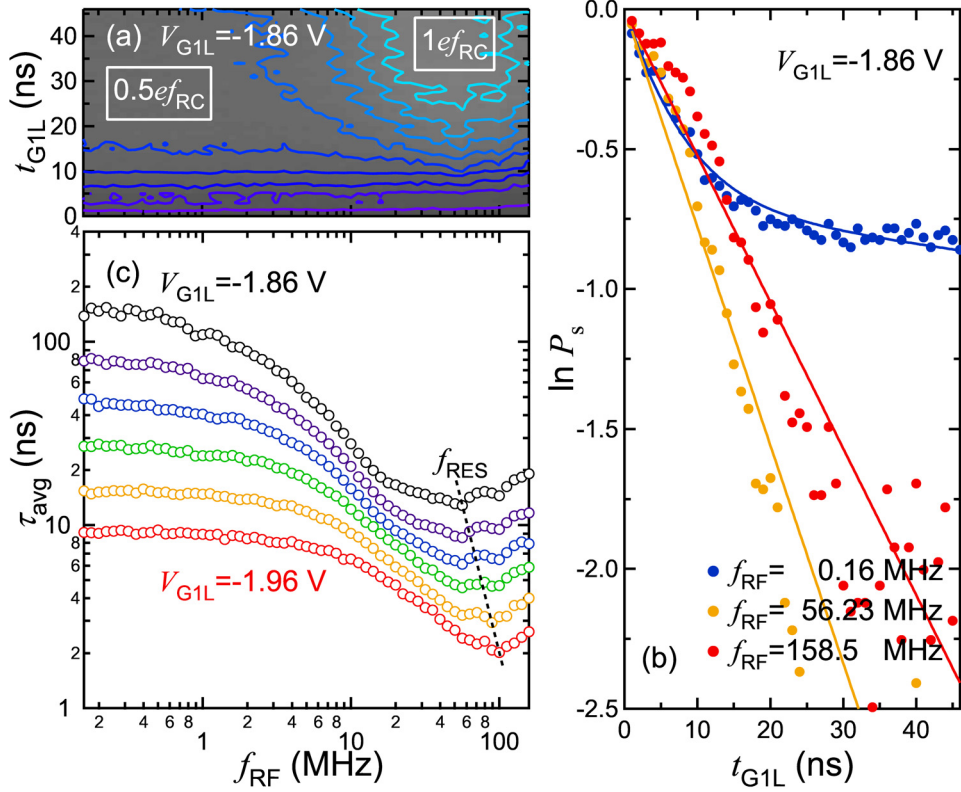 (a) V_G1L=-1.86 V
1ef_RC
0.5ef_RC
t_G1L (ns)
40
30
20
10
0
(c) V_G1L=-1.86 V
τ_avg (ns)
4
2
100
8
6
4
2
10
8
6
4
2
1
f_RES
V_G1L=-1.96 V
2 4 6 8 1 2 4 6 8 10 2 4 6 8 100
f_RF (MHz)
V_G1L=-1.86 V
ln P_s
0.0
-0.5
-1.0
-1.5
-2.0
-2.5
f_RF= 0.16 MHz
f_RF= 56.23 MHz
f_RF=158.5 MHz
(b)
0 10 20 30 40
t_G1L (ns)